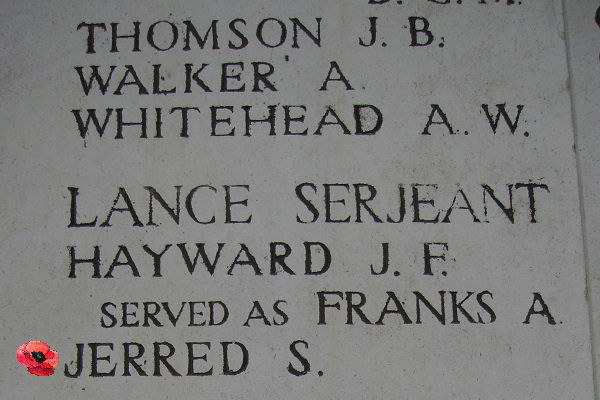 D. C. M.
THOMSON J. B.
WALKER A.
WHITEHEAD A. W.
LANCE SERJEANT
HAYWARD J. F.
SERVED AS FRANKS A.
JERRED S.